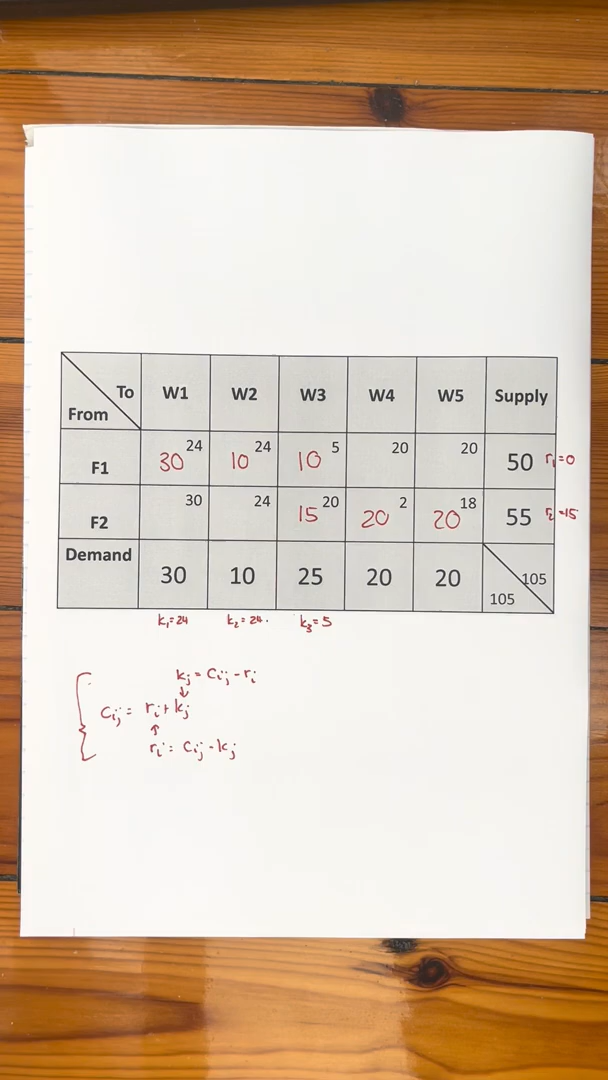 To W1 W2 W3 W4 W5 Supply
From
24 24 5 20 20
F1 30 10 10 50 r₁=0
30 24 20 2 18
F2 15 20 20 55 r₂=15
Demand
30 10 25 20 20 105
105
k₁=24 k₂=24. k₃=5
kⱼ = cᵢⱼ - rᵢ
↓
cᵢⱼ = rᵢ + kⱼ
↑
rᵢ = cᵢⱼ - kⱼ